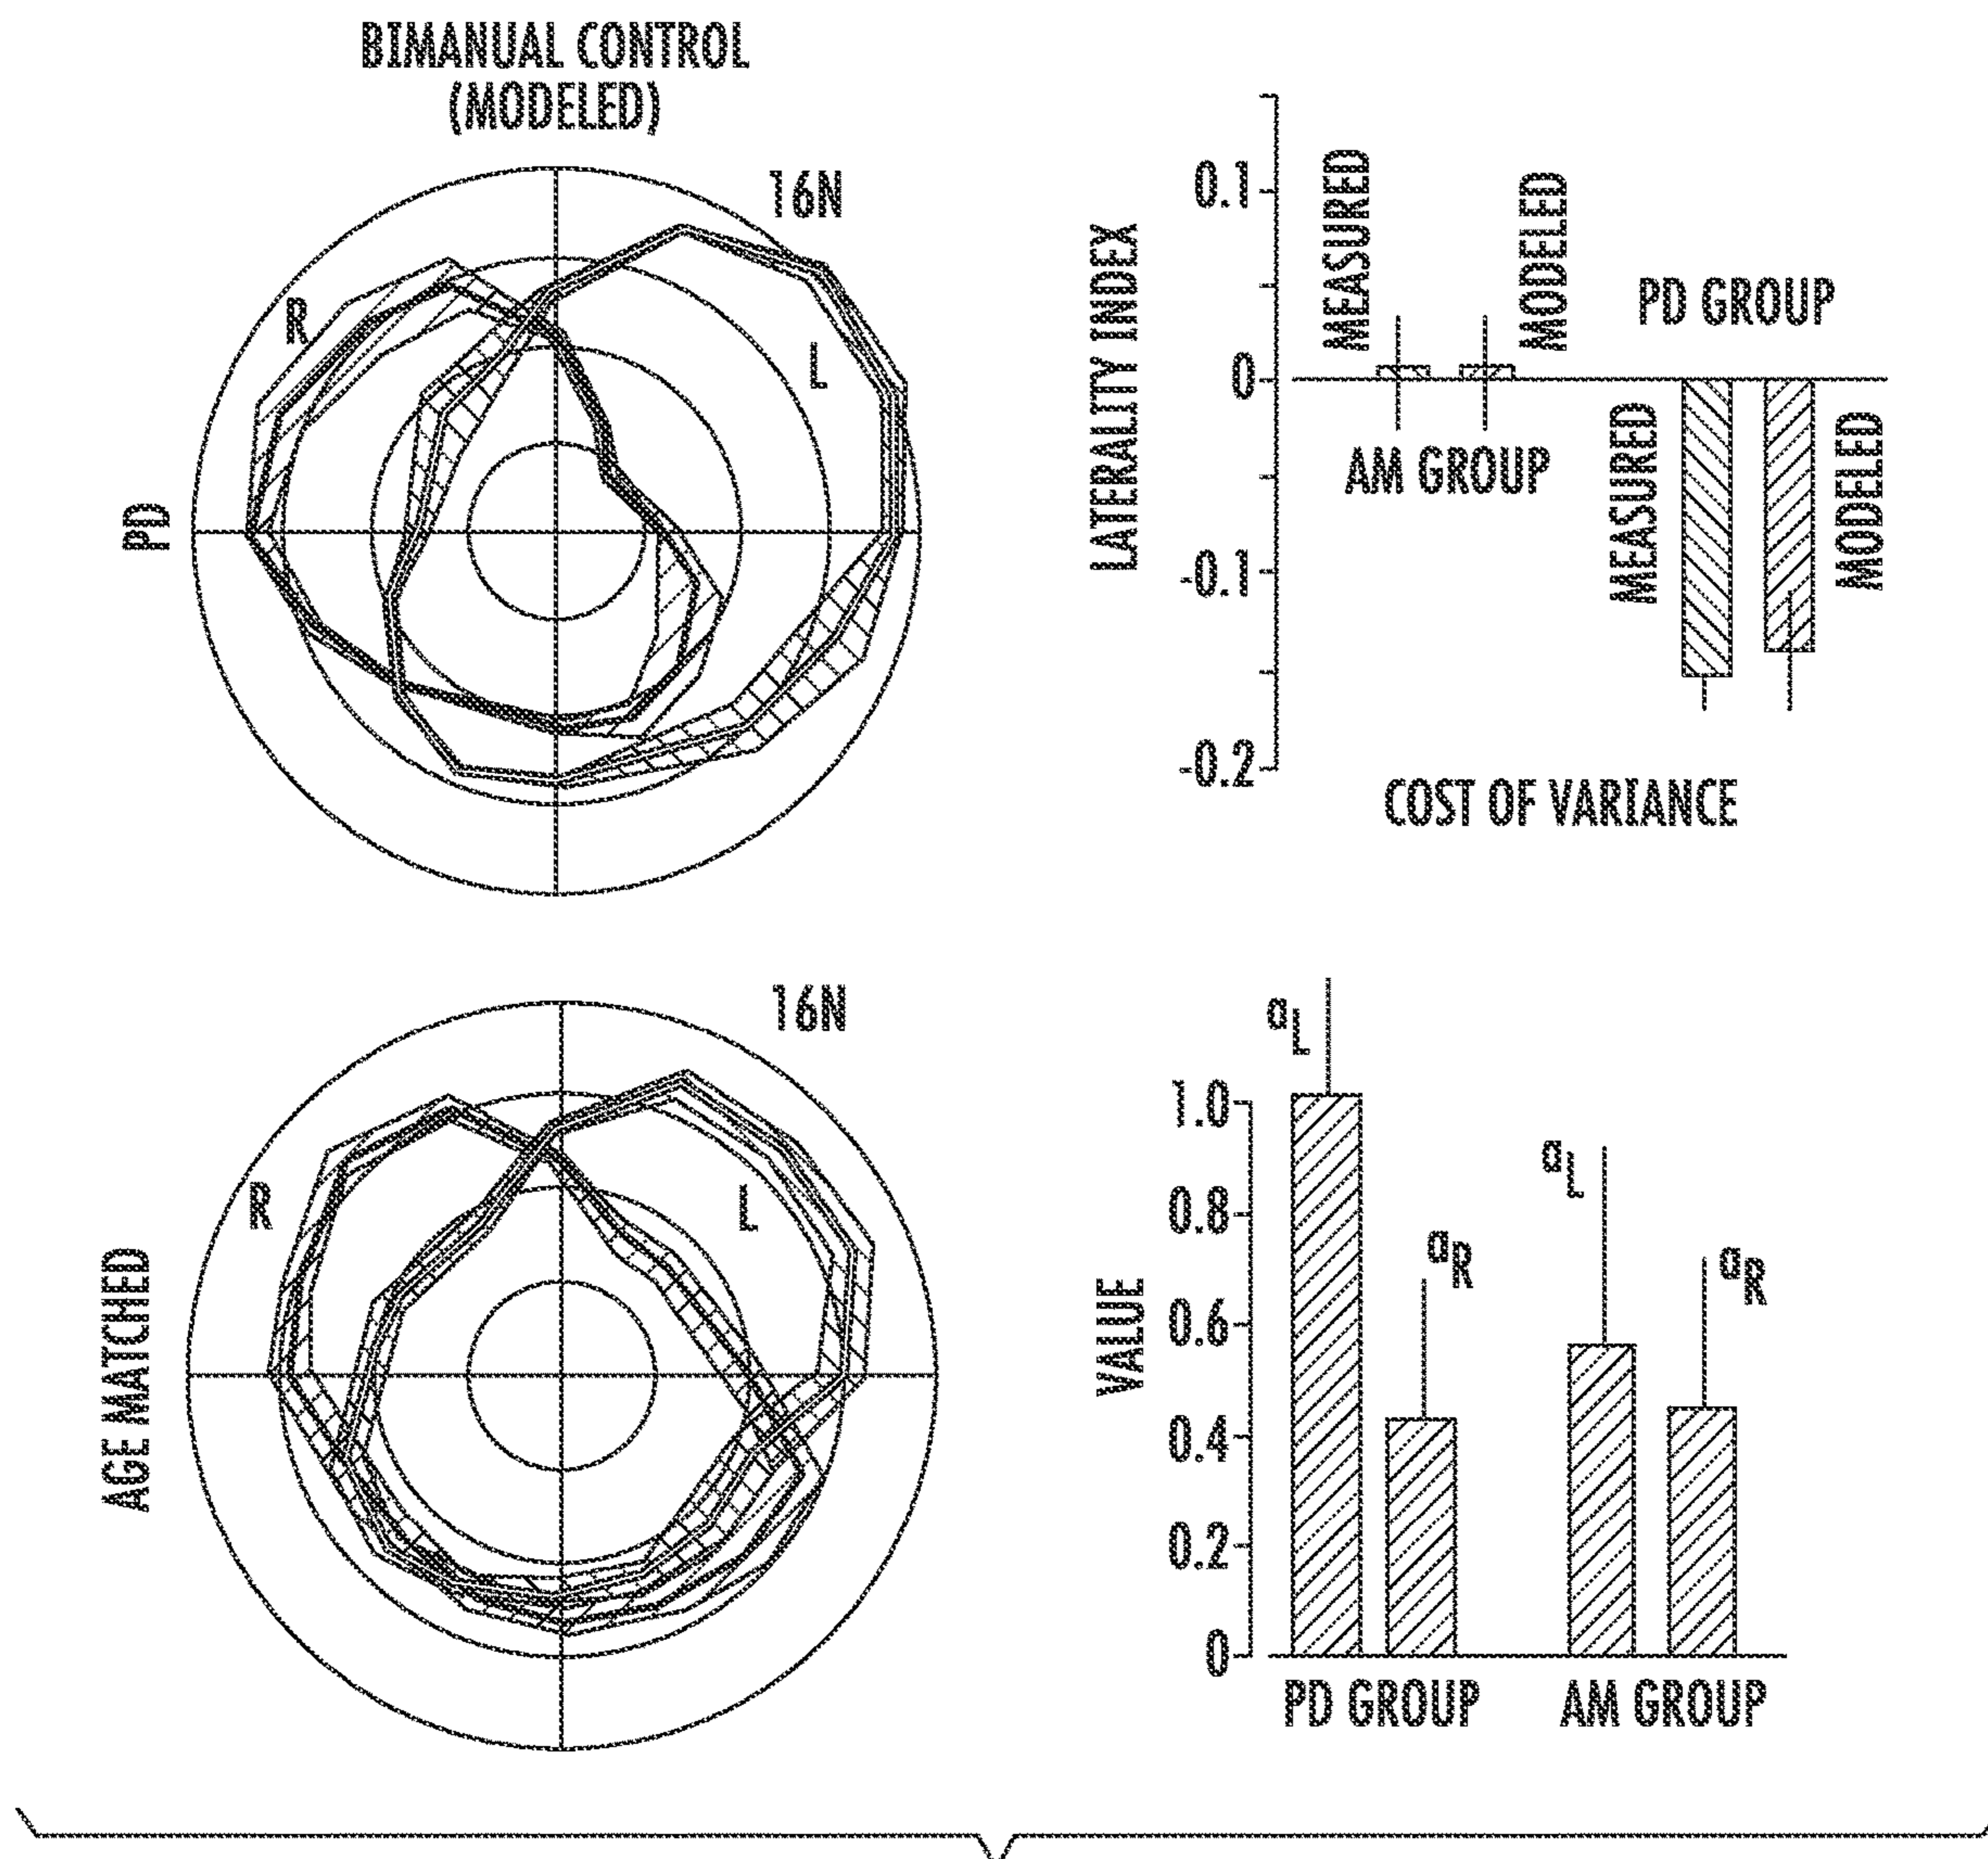 BIMANUAL CONTROL
(MODELED)
16N
R
L
PD
LATERALITY INDEX
0.1
0
-0.1
-0.2
MEASURED
MODELED
AM GROUP
PD GROUP
MEASURED
MODELED
COST OF VARIANCE
16N
R
L
AGE MATCHED
VALUE
1.0
0.8
0.6
0.4
0.2
0
aL
aR
aL
aR
PD GROUP
AM GROUP